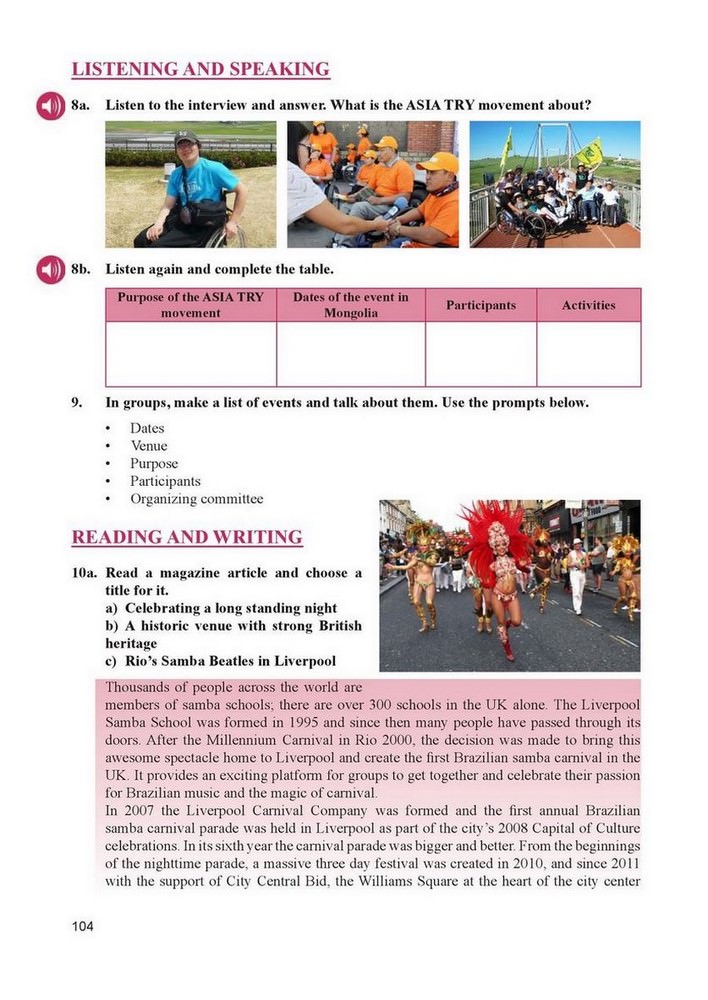 LISTENING AND SPEAKING
8a. Listen to the interview and answer. What is the ASIA TRY movement about?
8b. Listen again and complete the table.
Purpose of the ASIA TRY movement
Dates of the event in Mongolia
Participants
Activities
9. In groups, make a list of events and talk about them. Use the prompts below.
• Dates
• Venue
• Purpose
• Participants
• Organizing committee
READING AND WRITING
10a. Read a magazine article and choose a
title for it.
a) Celebrating a long standing night
b) A historic venue with strong British
heritage
c) Rio's Samba Beatles in Liverpool
Thousands of people across the world are
members of samba schools; there are over 300 schools in the UK alone. The Liverpool
Samba School was formed in 1995 and since then many people have passed through its
doors. After the Millennium Carnival in Rio 2000, the decision was made to bring this
awesome spectacle home to Liverpool and create the first Brazilian samba carnival in the
UK. It provides an exciting platform for groups to get together and celebrate their passion
for Brazilian music and the magic of carnival.
In 2007 the Liverpool Carnival Company was formed and the first annual Brazilian
samba carnival parade was held in Liverpool as part of the city's 2008 Capital of Culture
celebrations. In its sixth year the carnival parade was bigger and better. From the beginnings
of the nighttime parade, a massive three day festival was created in 2010, and since 2011
with the support of City Central Bid, the Williams Square at the heart of the city center
104